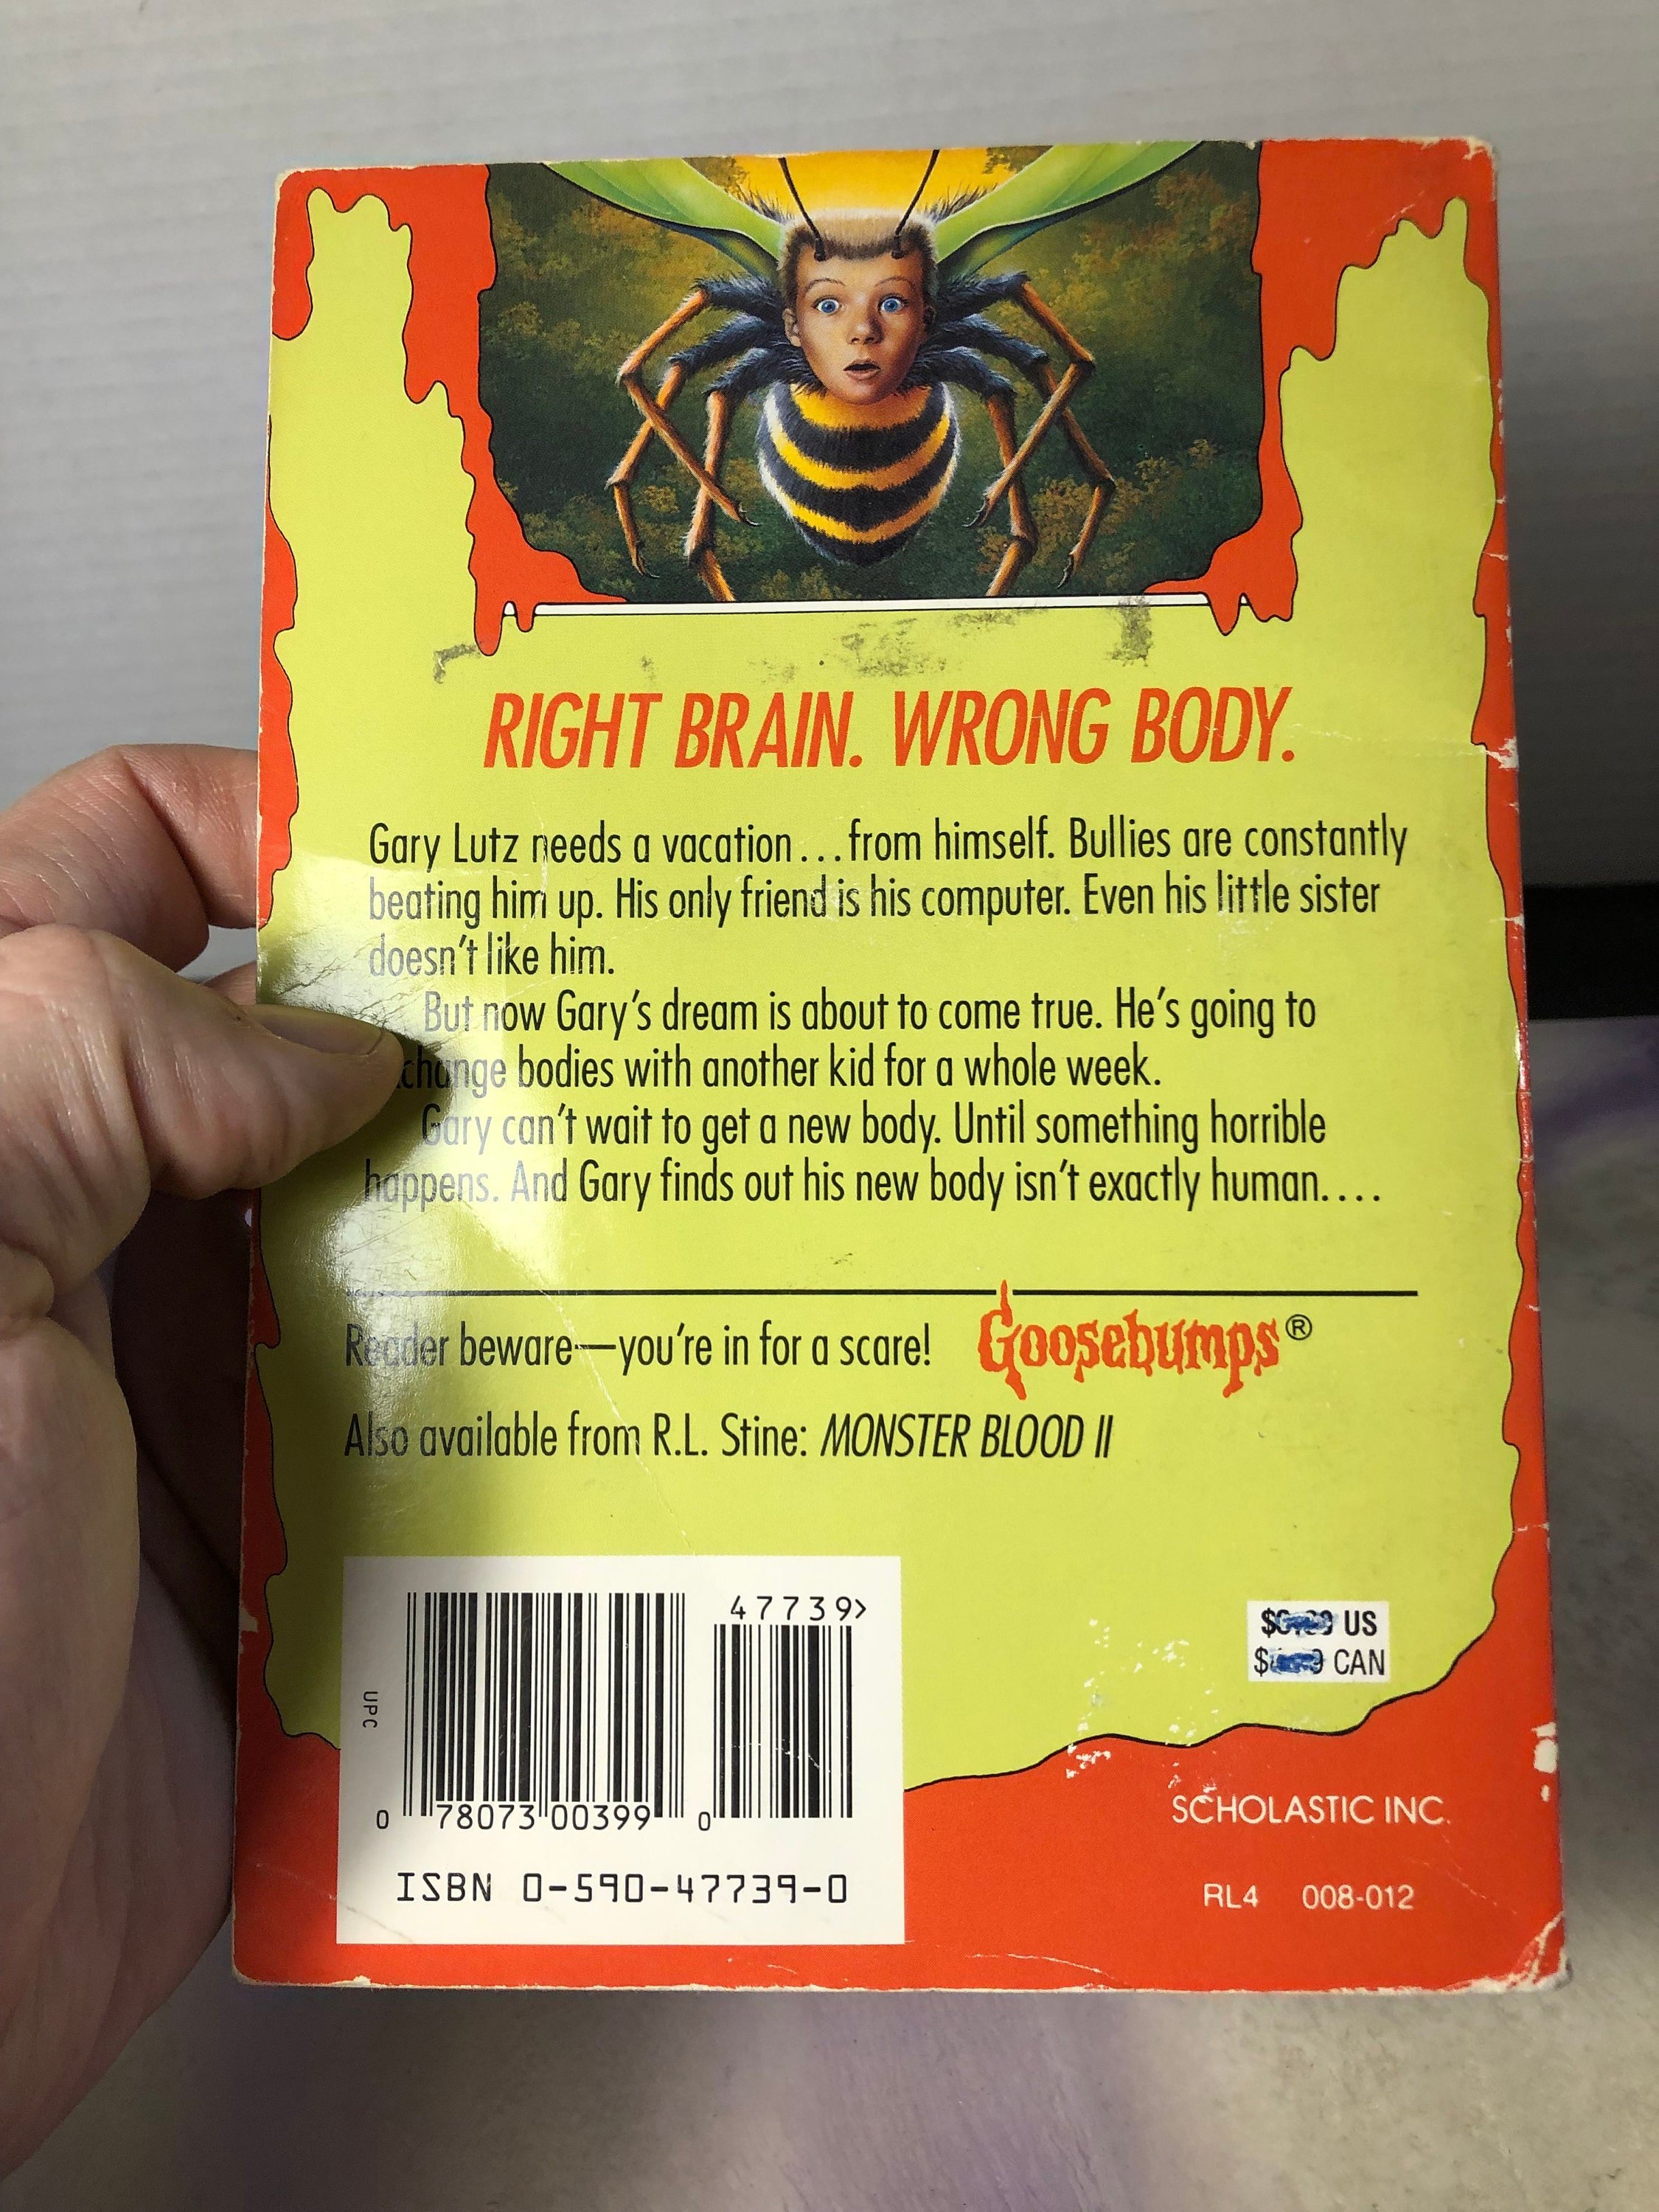 RIGHT BRAIN. WRONG BODY.
Gary Lutz needs a vacation...from himself. Bullies are constantly
beating him up. His only friend is his computer. Even his little sister
doesn't like him.
But now Gary's dream is about to come true. He's going to
bodies with another kid for a whole week.
Gary can't wait to get a new body. Until something horrible
happens. And Gary finds out his new body isn't exactly human....
Reader beware—you're in for a scare! Goosebumps®
Also available from R.L. Stine: MONSTER BLOOD II
47739>
US
CAN
UPC
0 78073 00399 0
ISBN 0-590-47739-0
SCHOLASTIC INC.
RL4 008-012